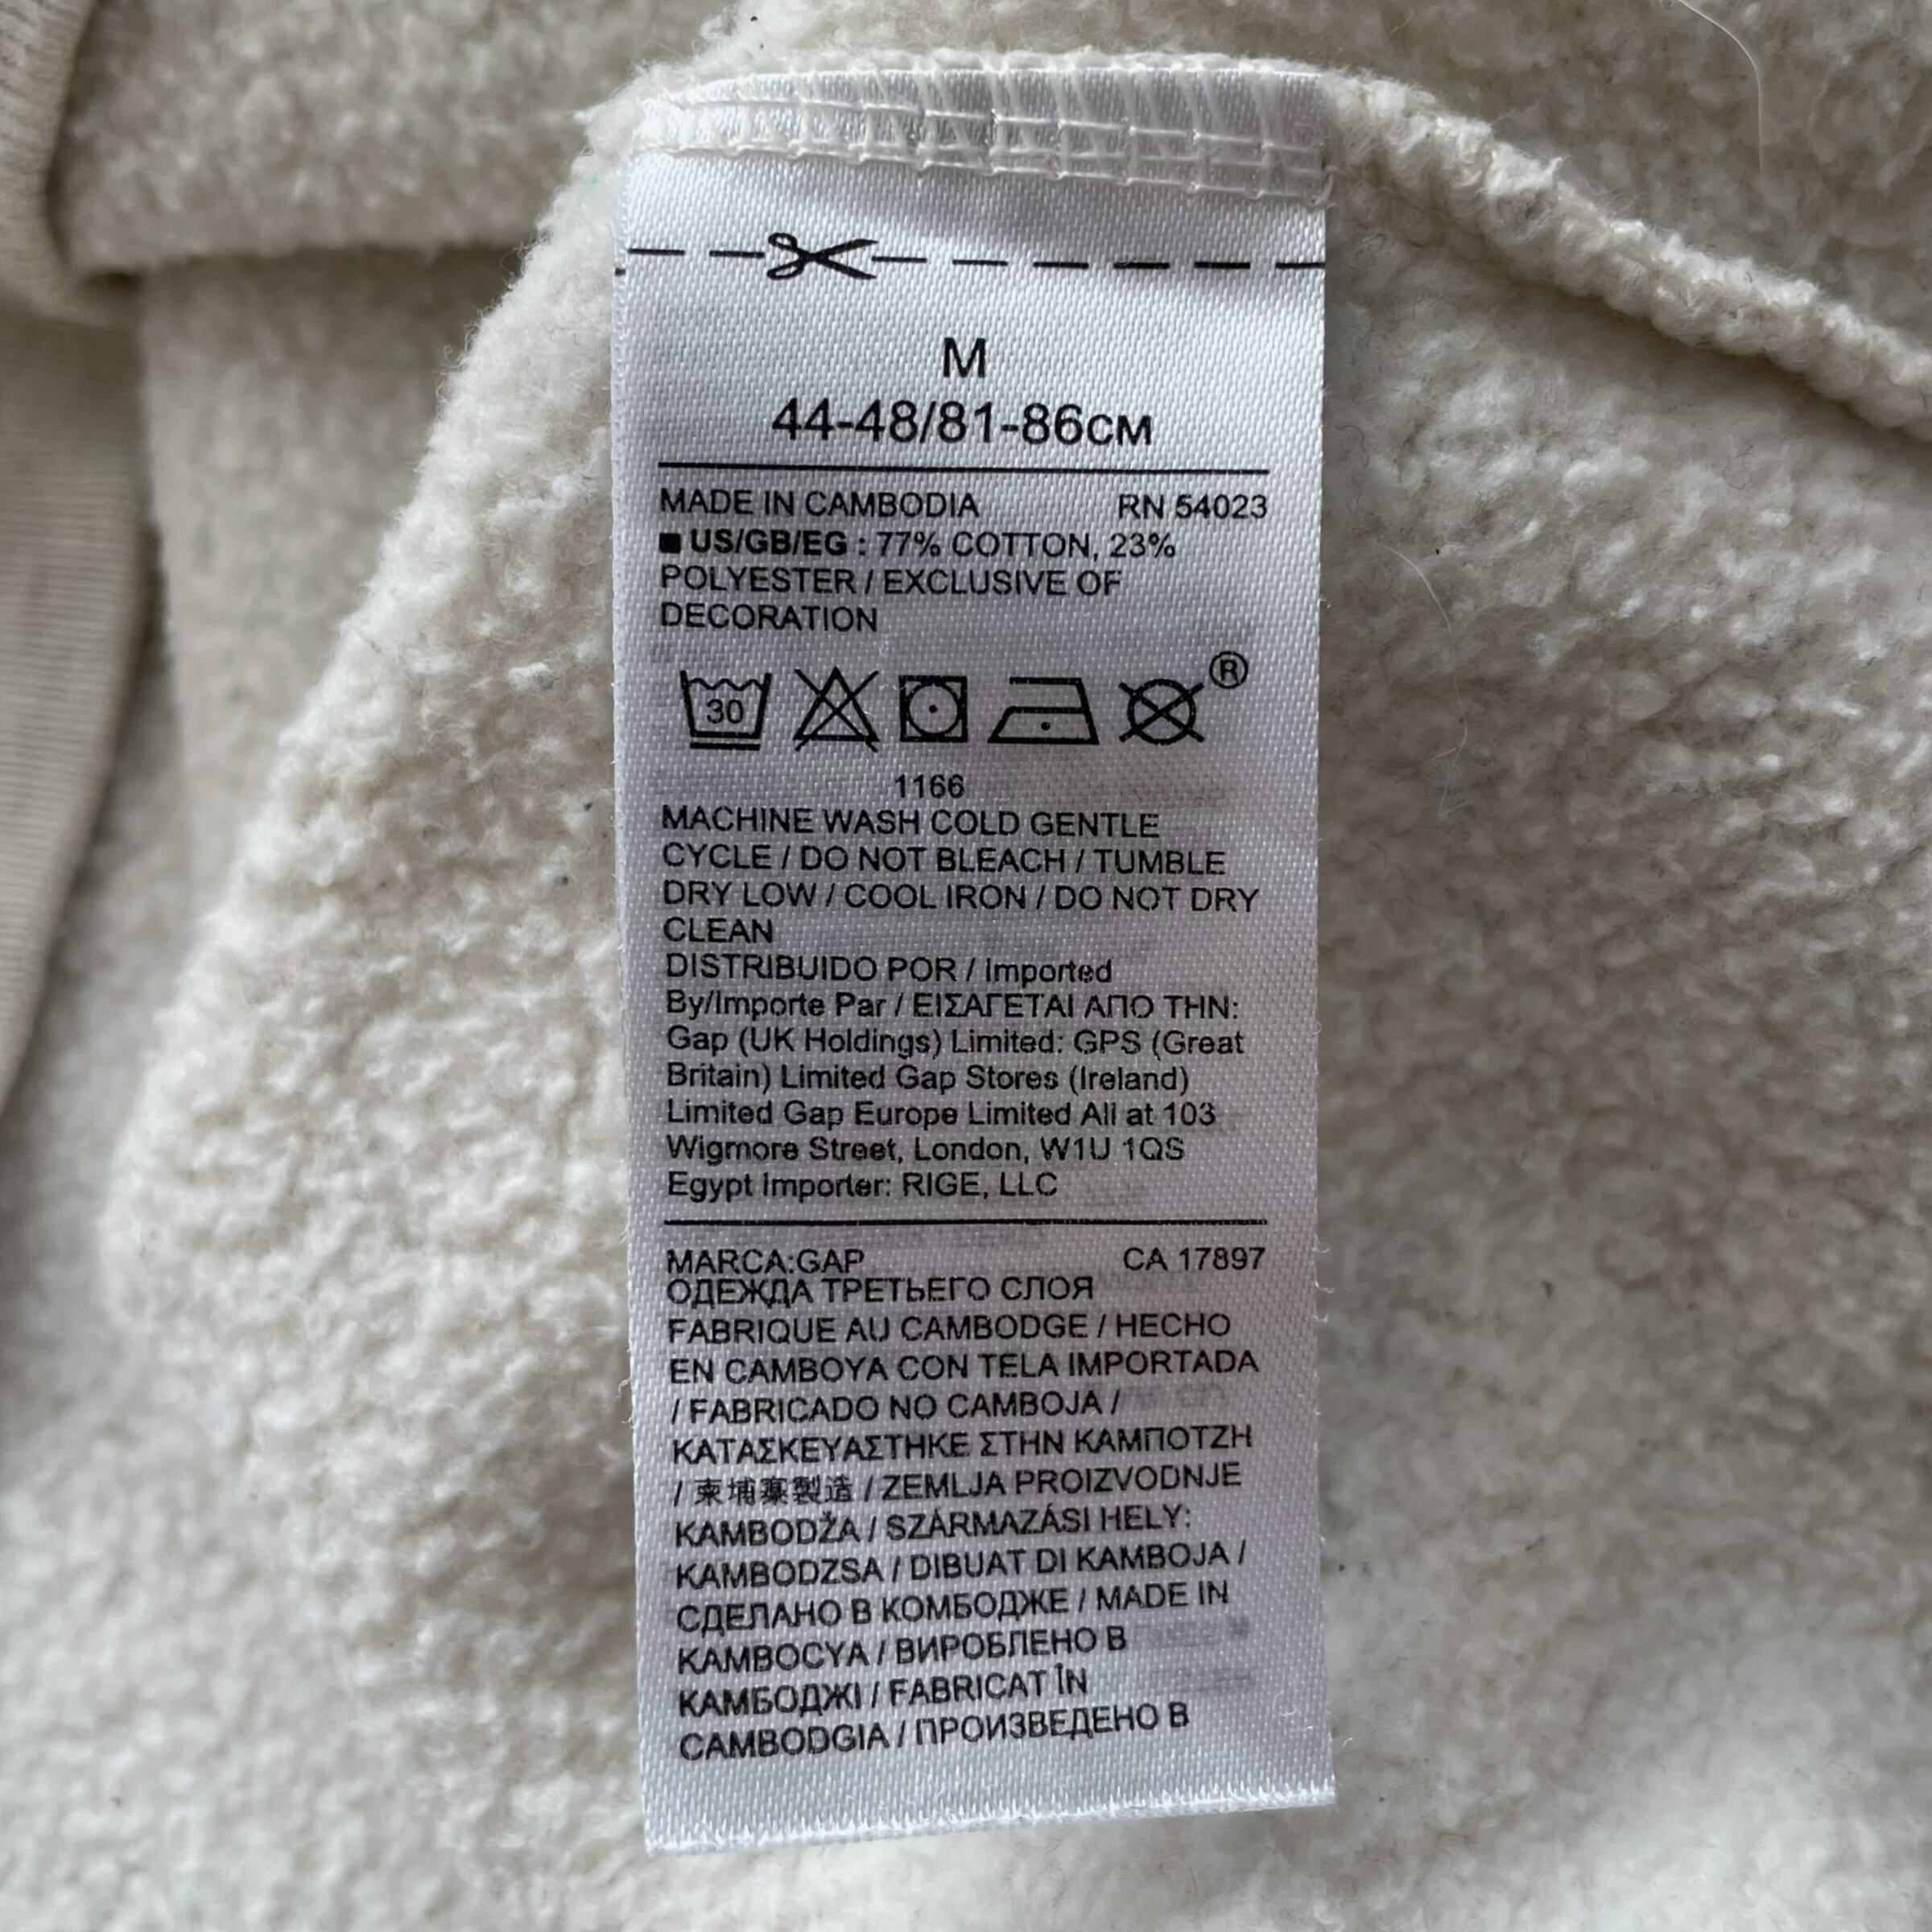 M
44-48/81-86CM
MADE IN CAMBODIA RN 54023
■ US/GB/EG : 77% COTTON, 23%
POLYESTER / EXCLUSIVE OF
DECORATION
30 ®
1166
MACHINE WASH COLD GENTLE
CYCLE / DO NOT BLEACH / TUMBLE
DRY LOW / COOL IRON / DO NOT DRY
CLEAN
DISTRIBUIDO POR / Imported
By/Importe Par / ΕΙΣΑΓΕΤΑΙ ΑΠΟ ΤΗΝ:
Gap (UK Holdings) Limited: GPS (Great
Britain) Limited Gap Stores (Ireland)
Limited Gap Europe Limited All at 103
Wigmore Street, London, W1U 1QS
Egypt Importer: RIGE, LLC
MARCA:GAP CA 17897
ОДЕЖДА ТРЕТЬЕГО СЛОЯ
FABRIQUE AU CAMBODGE / HECHO
EN CAMBOYA CON TELA IMPORTADA
/ FABRICADO NO CAMBOJA /
ΚΑΤΑΣΚΕΥΑΣΤΗΚΕ ΣΤΗΝ ΚΑΜΠΟΤΖΗ
/ 柬埔寨製造 / ZEMLJA PROIZVODNJE
KAMBODŽA / SZÁRMAZÁSI HELY:
KAMBODZSA / DIBUAT DI KAMBOJA /
СДЕЛАНО В КОМБОДЖЕ / MADE IN
KAMBOCYA / ВИРОБЛЕНО В
КАМБОДЖІ / FABRICAT ÎN
CAMBODGIA / ПРОИЗВЕДЕНО В